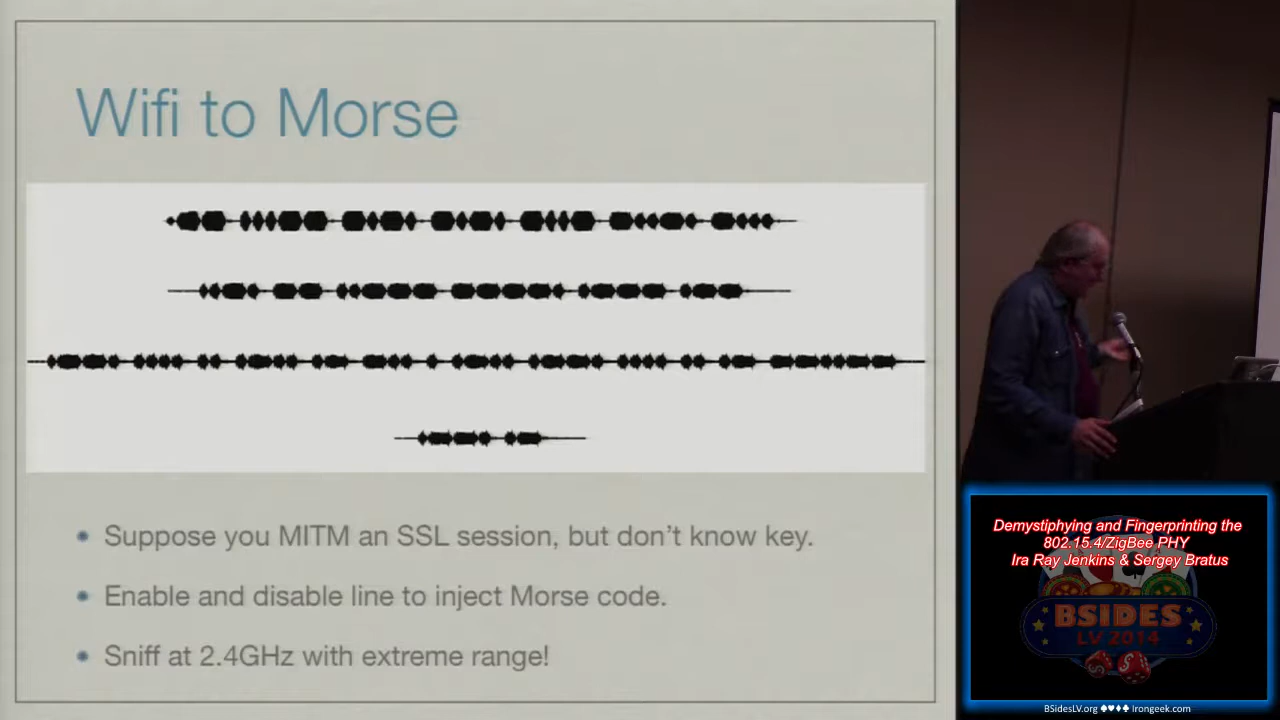 Wifi to Morse
Suppose you MITM an SSL session, but don't know key.
Enable and disable line to inject Morse code.
Sniff at 2.4GHz with extreme range!
Demystiphying and Fingerprinting the
802.15.4/ZigBee PHY
Ira Ray Jenkins & Sergey Bratus
BSIDES
LV 2014
BSidesLV.org ♠♥♦♣ Irongeek.com